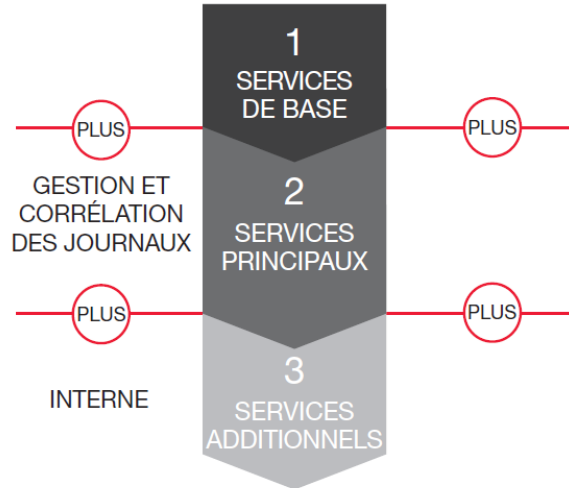 1
SERVICES
DE BASE
PLUS
PLUS
GESTION ET
CORRÉLATION
DES JOURNAUX
2
SERVICES
PRINCIPAUX
PLUS
PLUS
INTERNE
3
SERVICES
ADDITIONNELS